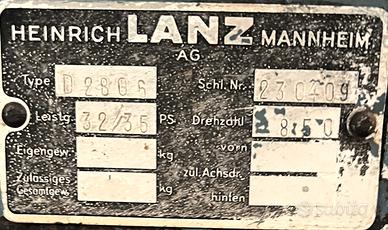 HEINRICH LANZ MANNHEIM
AG
Type D 2806 Schl. Nr. 230409
Leistg. 32/35 PS Drehzahl 850
Eigengew. kg vorn
zul. Achsdr.
Zulässiges Gesamtgew. kg hinten
subito